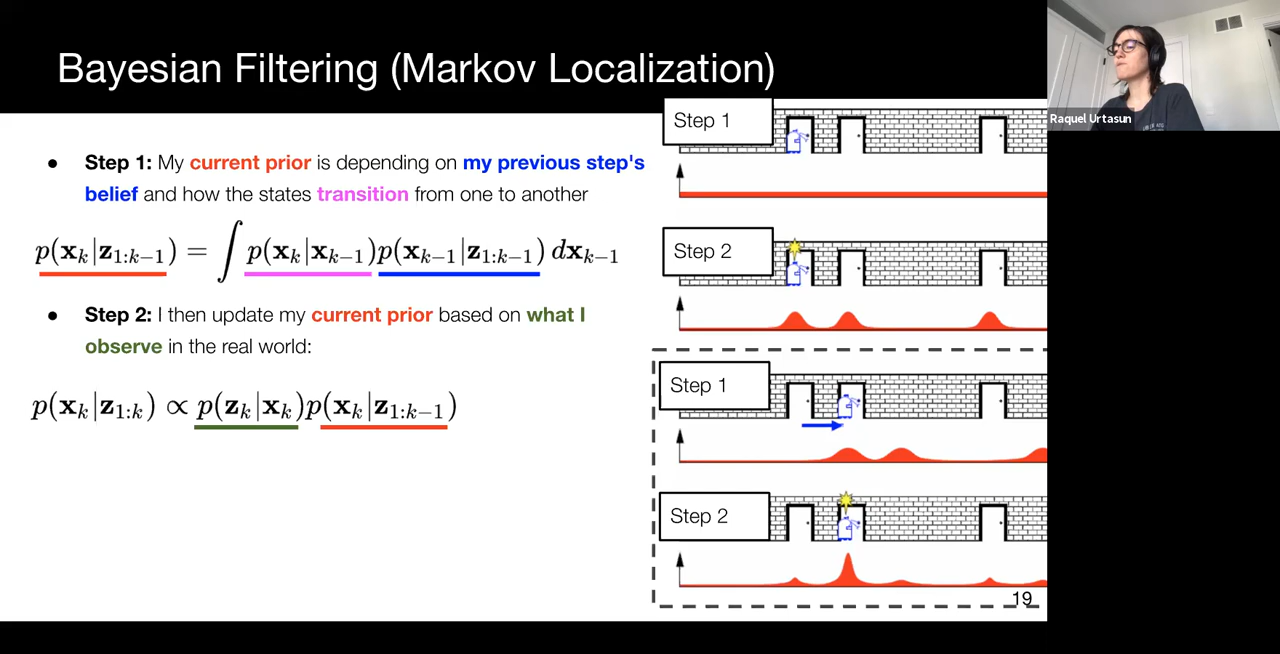 Bayesian Filtering (Markov Localization)
Raquel Urtasun
● Step 1: My current prior is depending on my previous step's
belief and how the states transition from one to another
p(x_k|z_{1:k−1}) = ∫ p(x_k|x_{k−1})p(x_{k−1}|z_{1:k−1}) dx_{k−1}
● Step 2: I then update my current prior based on what I
observe in the real world:
p(x_k|z_{1:k}) ∝ p(z_k|x_k)p(x_k|z_{1:k−1})
Step 1
Step 2
Step 1
Step 2
19